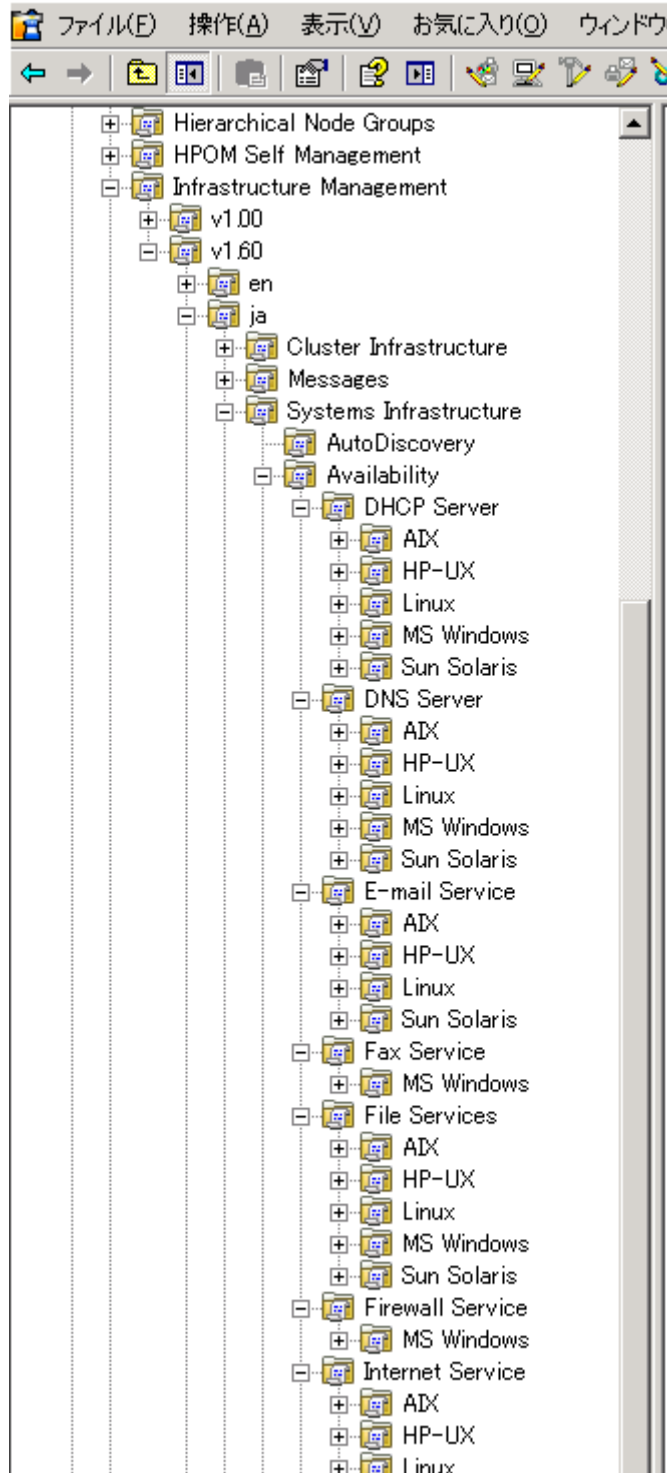 ファイル(F) 操作(A) 表示(V) お気に入り(O) ウィンドウ
Hierarchical Node Groups
HPOM Self Management
Infrastructure Management
v1.00
v1.60
en
ja
Cluster Infrastructure
Messages
Systems Infrastructure
AutoDiscovery
Availability
DHCP Server
AIX
HP-UX
Linux
MS Windows
Sun Solaris
DNS Server
AIX
HP-UX
Linux
MS Windows
Sun Solaris
E-mail Service
AIX
HP-UX
Linux
Sun Solaris
Fax Service
MS Windows
File Services
AIX
HP-UX
Linux
MS Windows
Sun Solaris
Firewall Service
MS Windows
Internet Service
AIX
HP-UX
Linux